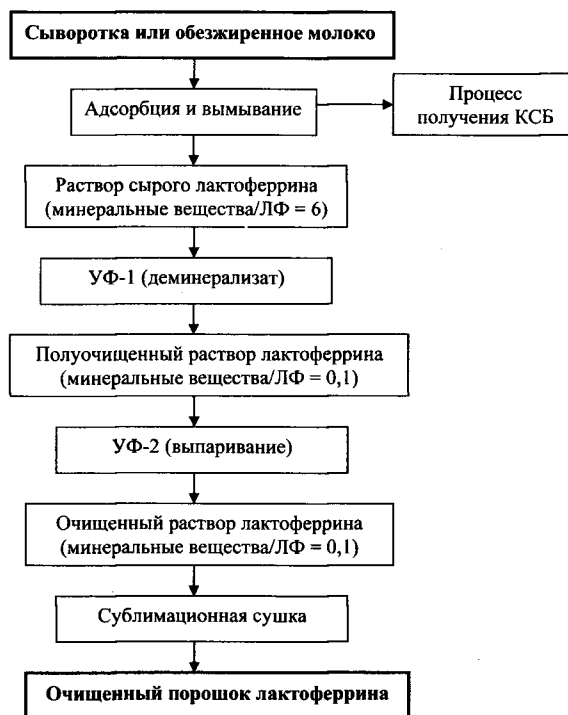 Сыворотка или обезжиренное молоко
Адсорбция и вымывание
Процесс
получения КСБ
Раствор сырого лактоферрина
(минеральные вещества/ЛФ = 6)
УФ-1 (деминерализат)
Полуочищенный раствор лактоферрина
(минеральные вещества/ЛФ = 0,1)
УФ-2 (выпаривание)
Очищенный раствор лактоферрина
(минеральные вещества/ЛФ = 0,1)
Сублимационная сушка
Очищенный порошок лактоферрина